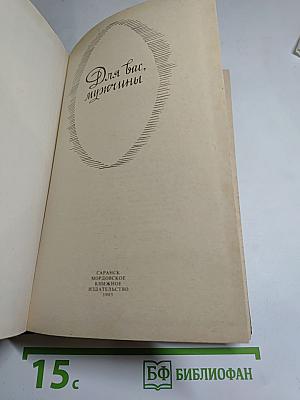 Для вас,
мужчины
САРАНСК
МОРДОВСКОЕ
КНИЖНОЕ
ИЗДАТЕЛЬСТВО
15с
БФ БИБЛИОФАН